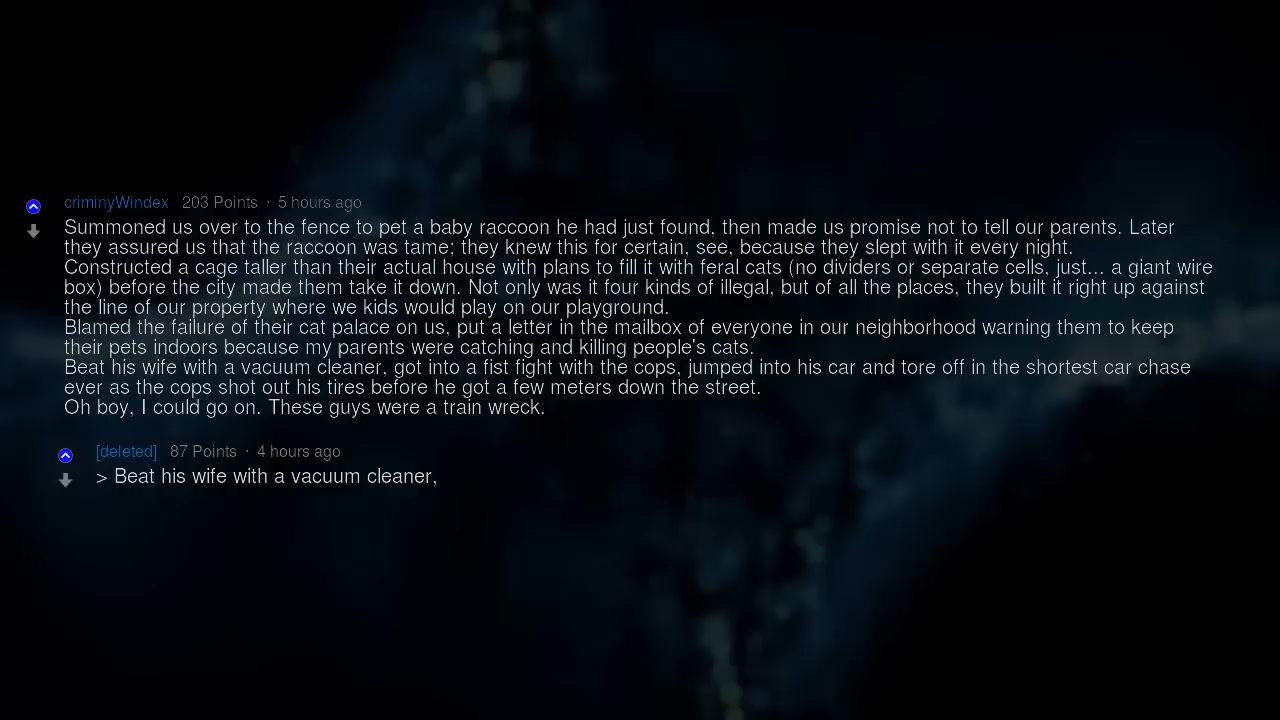 criminyWindex 203 Points · 5 hours ago
Summoned us over to the fence to pet a baby raccoon he had just found, then made us promise not to tell our parents. Later
they assured us that the raccoon was tame; they knew this for certain, see, because they slept with it every night.
Constructed a cage taller than their actual house with plans to fill it with feral cats (no dividers or separate cells, just... a giant wire
box) before the city made them take it down. Not only was it four kinds of illegal, but of all the places, they built it right up against
the line of our property where we kids would play on our playground.
Blamed the failure of their cat palace on us, put a letter in the mailbox of everyone in our neighborhood warning them to keep
their pets indoors because my parents were catching and killing people's cats.
Beat his wife with a vacuum cleaner, got into a fist fight with the cops, jumped into his car and tore off in the shortest car chase
ever as the cops shot out his tires before he got a few meters down the street.
Oh boy, I could go on. These guys were a train wreck.
[deleted] 87 Points · 4 hours ago
> Beat his wife with a vacuum cleaner,